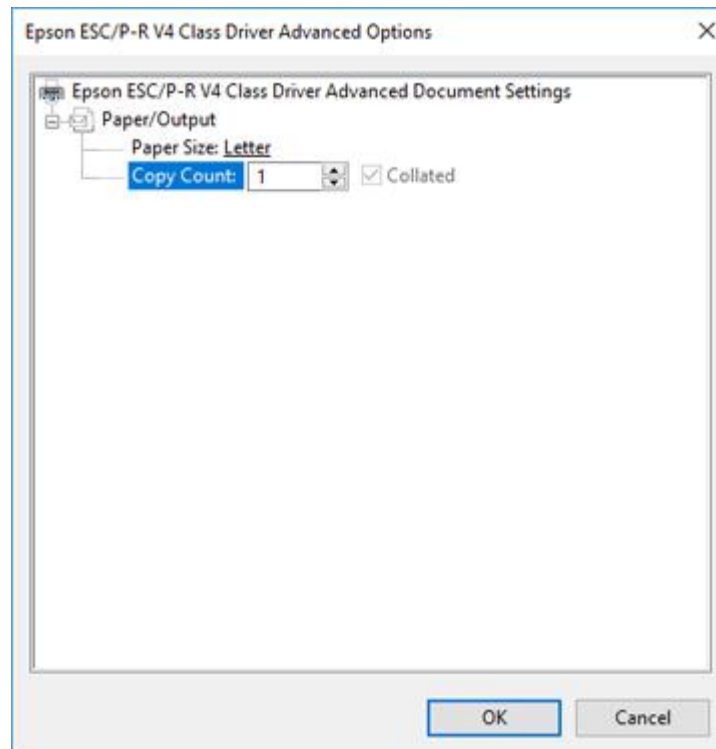 Epson ESC/P-R V4 Class Driver Advanced Options
Epson ESC/P-R V4 Class Driver Advanced Document Settings
Paper/Output
Paper Size: Letter
Copy Count: 1 Collated
OK Cancel